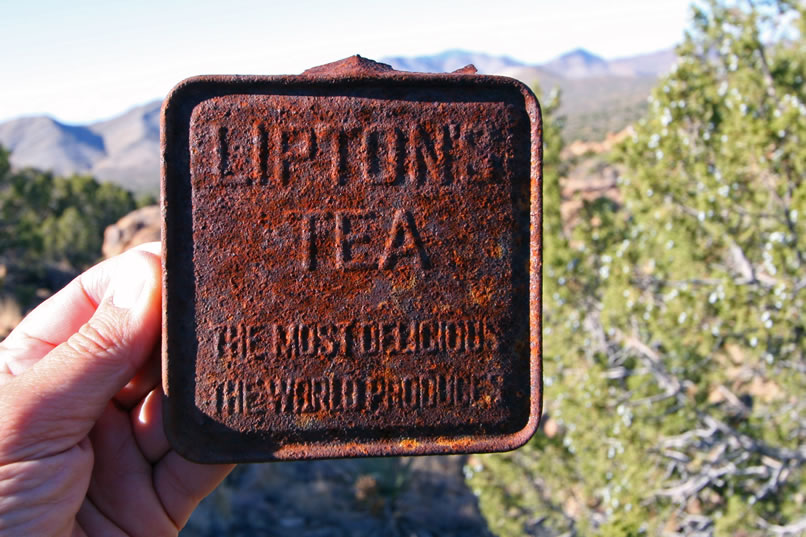 LIPTON'S
TEA
THE MOST DELICIOUS
THE WORLD PRODUCES